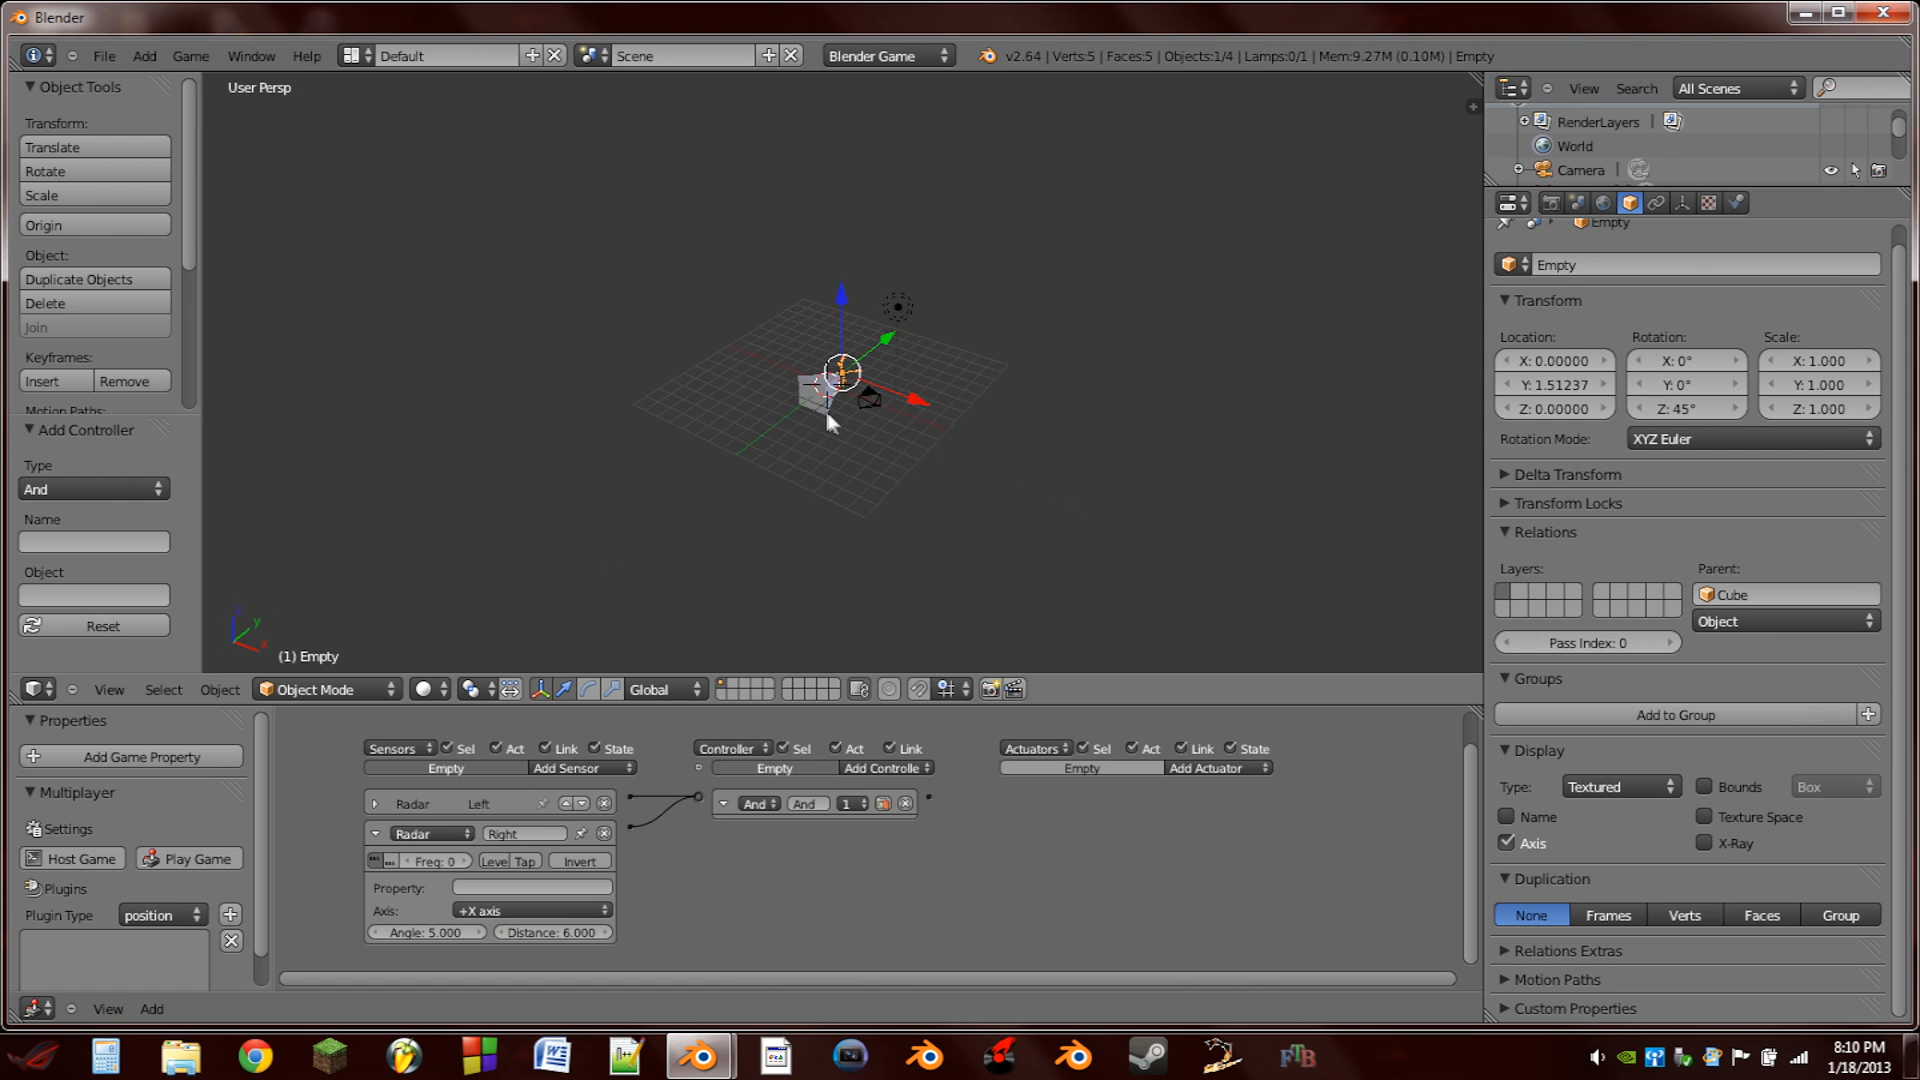 Blender
File Add Game Window Help Default Scene Blender Game v2.64 | Verts:5 | Faces:5 | Objects:1/4 | Lamps:0/1 | Mem:9.27M (0.10M) | Empty
Object Tools
Transform:
Translate
Rotate
Scale
Origin
Object:
Duplicate Objects
Delete
Join
Keyframes:
Insert Remove
Motion Paths:
Add Controller
Type
And
Name
Object
Reset
User Persp
z
y
x
(1) Empty
View Select Object Object Mode Global
Properties
Add Game Property
Multiplayer
Settings
Host Game Play Game
Plugins
Plugin Type position
View Add
Sensors Sel Act Link State
Empty Add Sensor
Radar Left
Radar Right
Freq: 0 Leve Tap Invert
Property:
Axis: +X axis
Angle: 5.000 Distance: 6.000
Controller Sel Act Link
Empty Add Controlle
And And 1
Actuators Sel Act Link State
Empty Add Actuator
View Search All Scenes
RenderLayers |
World
Camera |
Empty
Empty
Transform
Location: Rotation: Scale:
X: 0.00000 X: 0° X: 1.000
Y: 1.51237 Y: 0° Y: 1.000
Z: 0.00000 Z: 45° Z: 1.000
Rotation Mode: XYZ Euler
Delta Transform
Transform Locks
Relations
Layers: Parent:
Cube
Object
Pass Index: 0
Groups
Add to Group
Display
Type: Textured Bounds Box
Name Texture Space
Axis X-Ray
Duplication
None Frames Verts Faces Group
Relations Extras
Motion Paths
Custom Properties
FTB
8:10 PM
1/18/2013